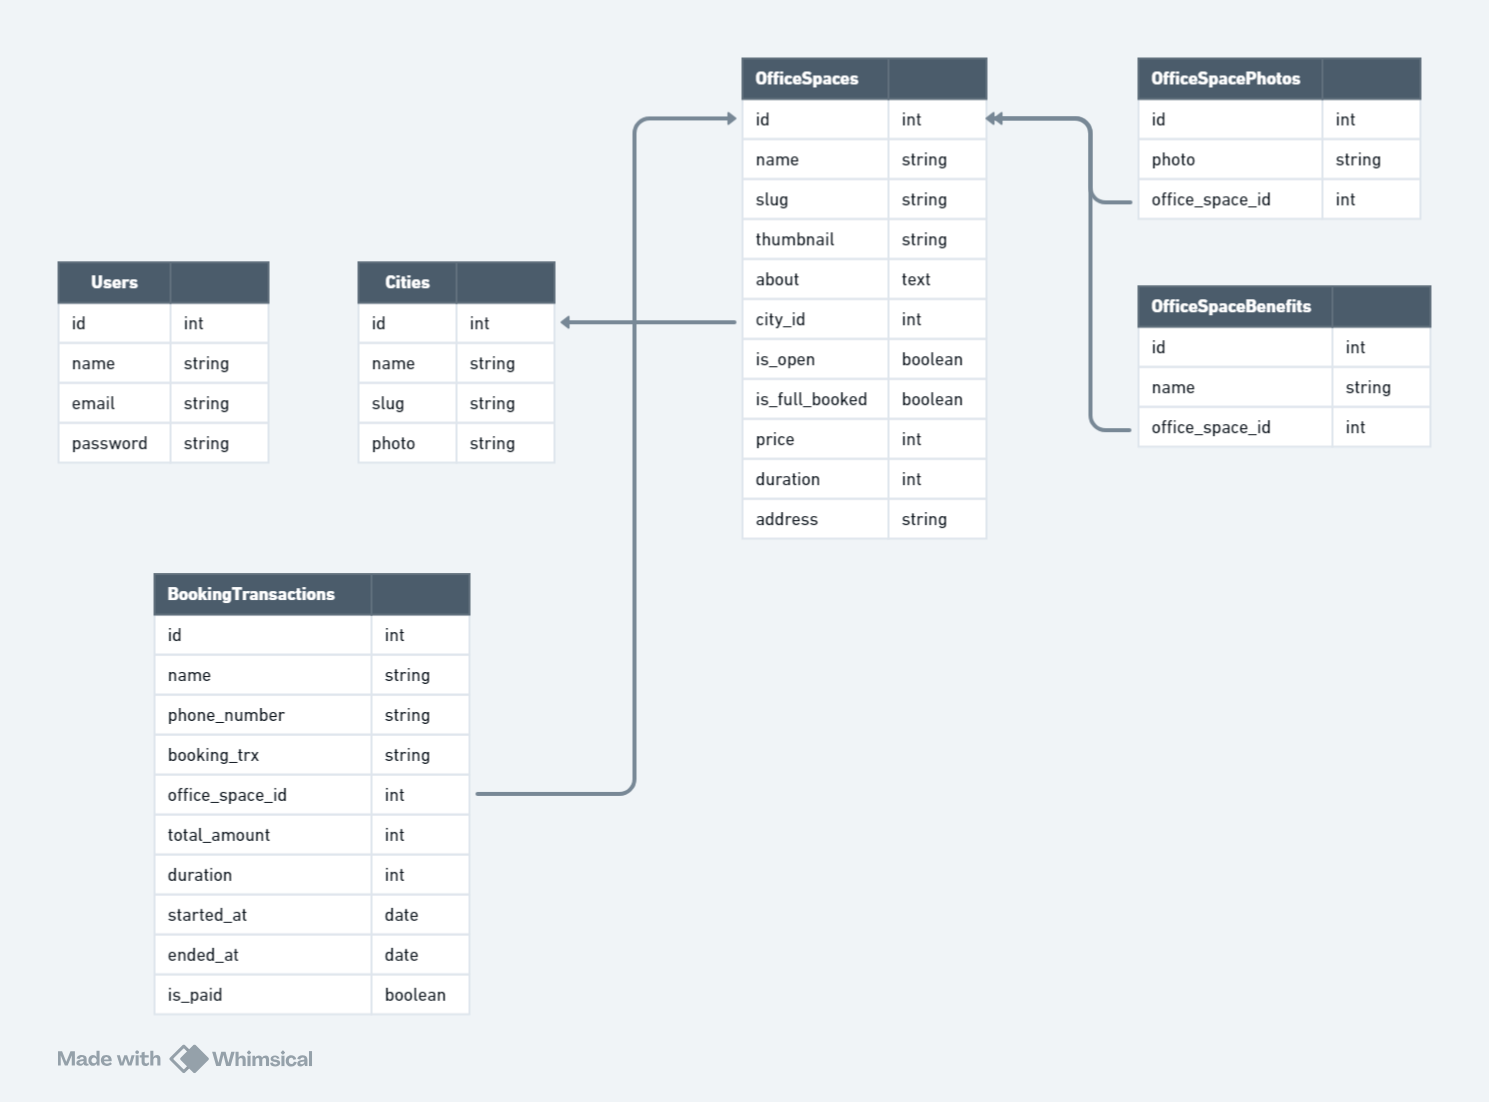 Users
id int
name string
email string
password string
Cities
id int
name string
slug string
photo string
OfficeSpaces
id int
name string
slug string
thumbnail string
about text
city_id int
is_open boolean
is_full_booked boolean
price int
duration int
address string
OfficeSpacePhotos
id int
photo string
office_space_id int
OfficeSpaceBenefits
id int
name string
office_space_id int
BookingTransactions
id int
name string
phone_number string
booking_trx string
office_space_id int
total_amount int
duration int
started_at date
ended_at date
is_paid boolean
Made with Whimsical